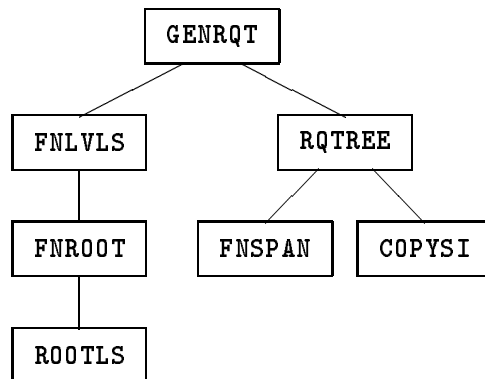 GENRQT
FNLVLS
RQTREE
FNROOT
FNSPAN
COPYSI
ROOTLS